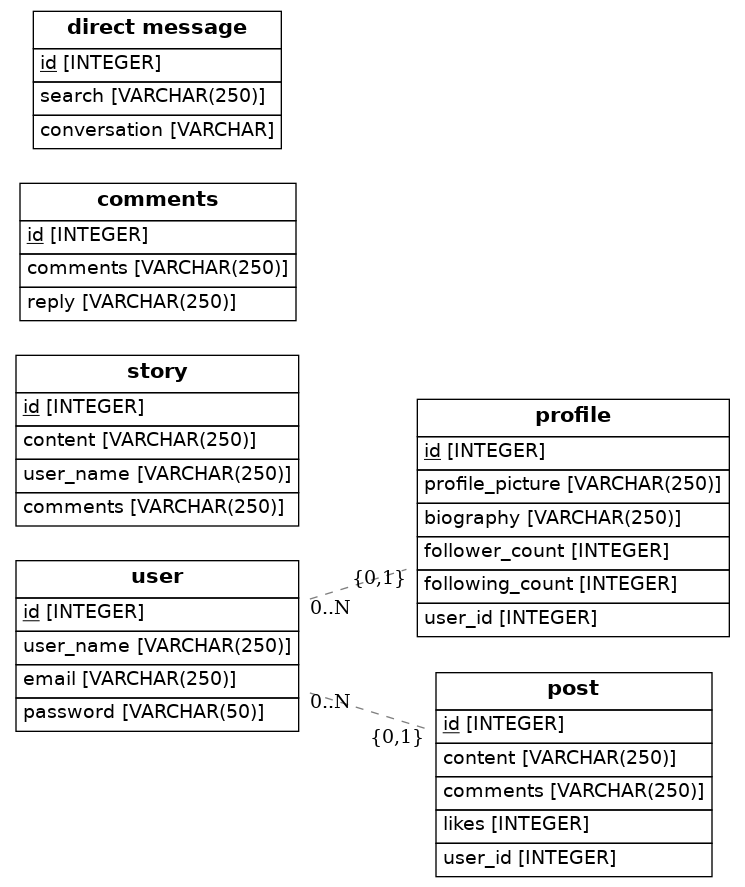 direct message
id [INTEGER]
search [VARCHAR(250)]
conversation [VARCHAR]
comments
id [INTEGER]
comments [VARCHAR(250)]
reply [VARCHAR(250)]
story
id [INTEGER]
content [VARCHAR(250)]
user_name [VARCHAR(250)]
comments [VARCHAR(250)]
user
id [INTEGER]
user_name [VARCHAR(250)]
email [VARCHAR(250)]
password [VARCHAR(50)]
{0,1}
0..N
0..N
{0,1}
profile
id [INTEGER]
profile_picture [VARCHAR(250)]
biography [VARCHAR(250)]
follower_count [INTEGER]
following_count [INTEGER]
user_id [INTEGER]
post
id [INTEGER]
content [VARCHAR(250)]
comments [VARCHAR(250)]
likes [INTEGER]
user_id [INTEGER]